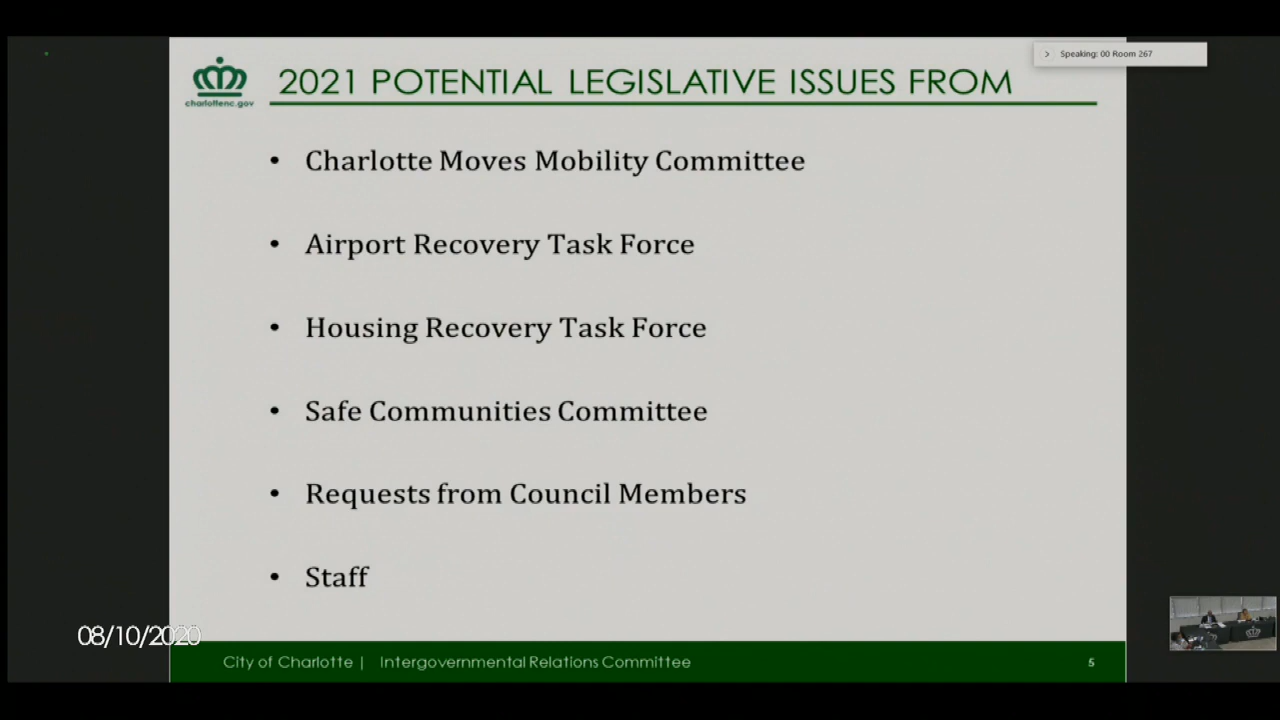 Speaking: 00 Room 267
charlottenc.gov
2021 POTENTIAL LEGISLATIVE ISSUES FROM
• Charlotte Moves Mobility Committee
• Airport Recovery Task Force
• Housing Recovery Task Force
• Safe Communities Committee
• Requests from Council Members
• Staff
08/10/2020
City of Charlotte | Intergovernmental Relations Committee
5